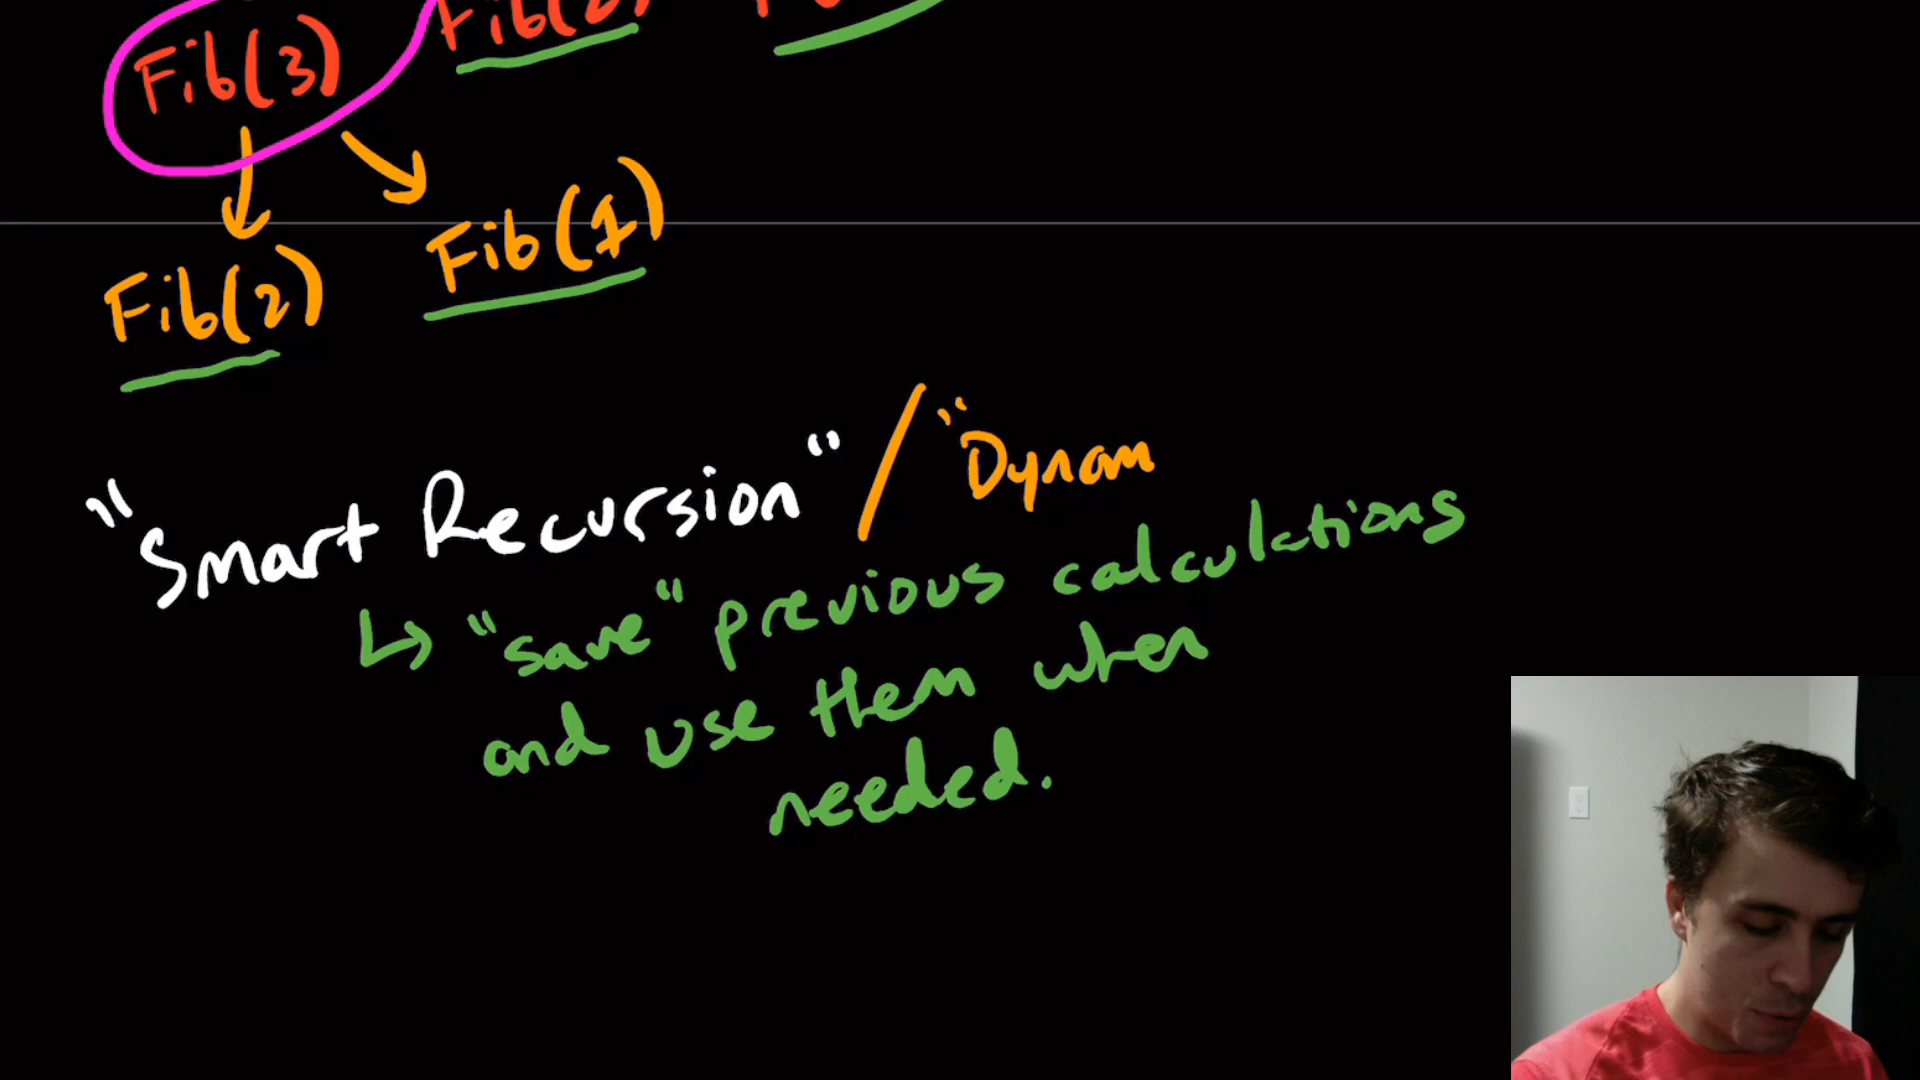 Fib(3)
Fib(2)
Fib(1)
"Smart Recursion" / "Dynam
↳ "save" previous calculations
and use them when
needed.